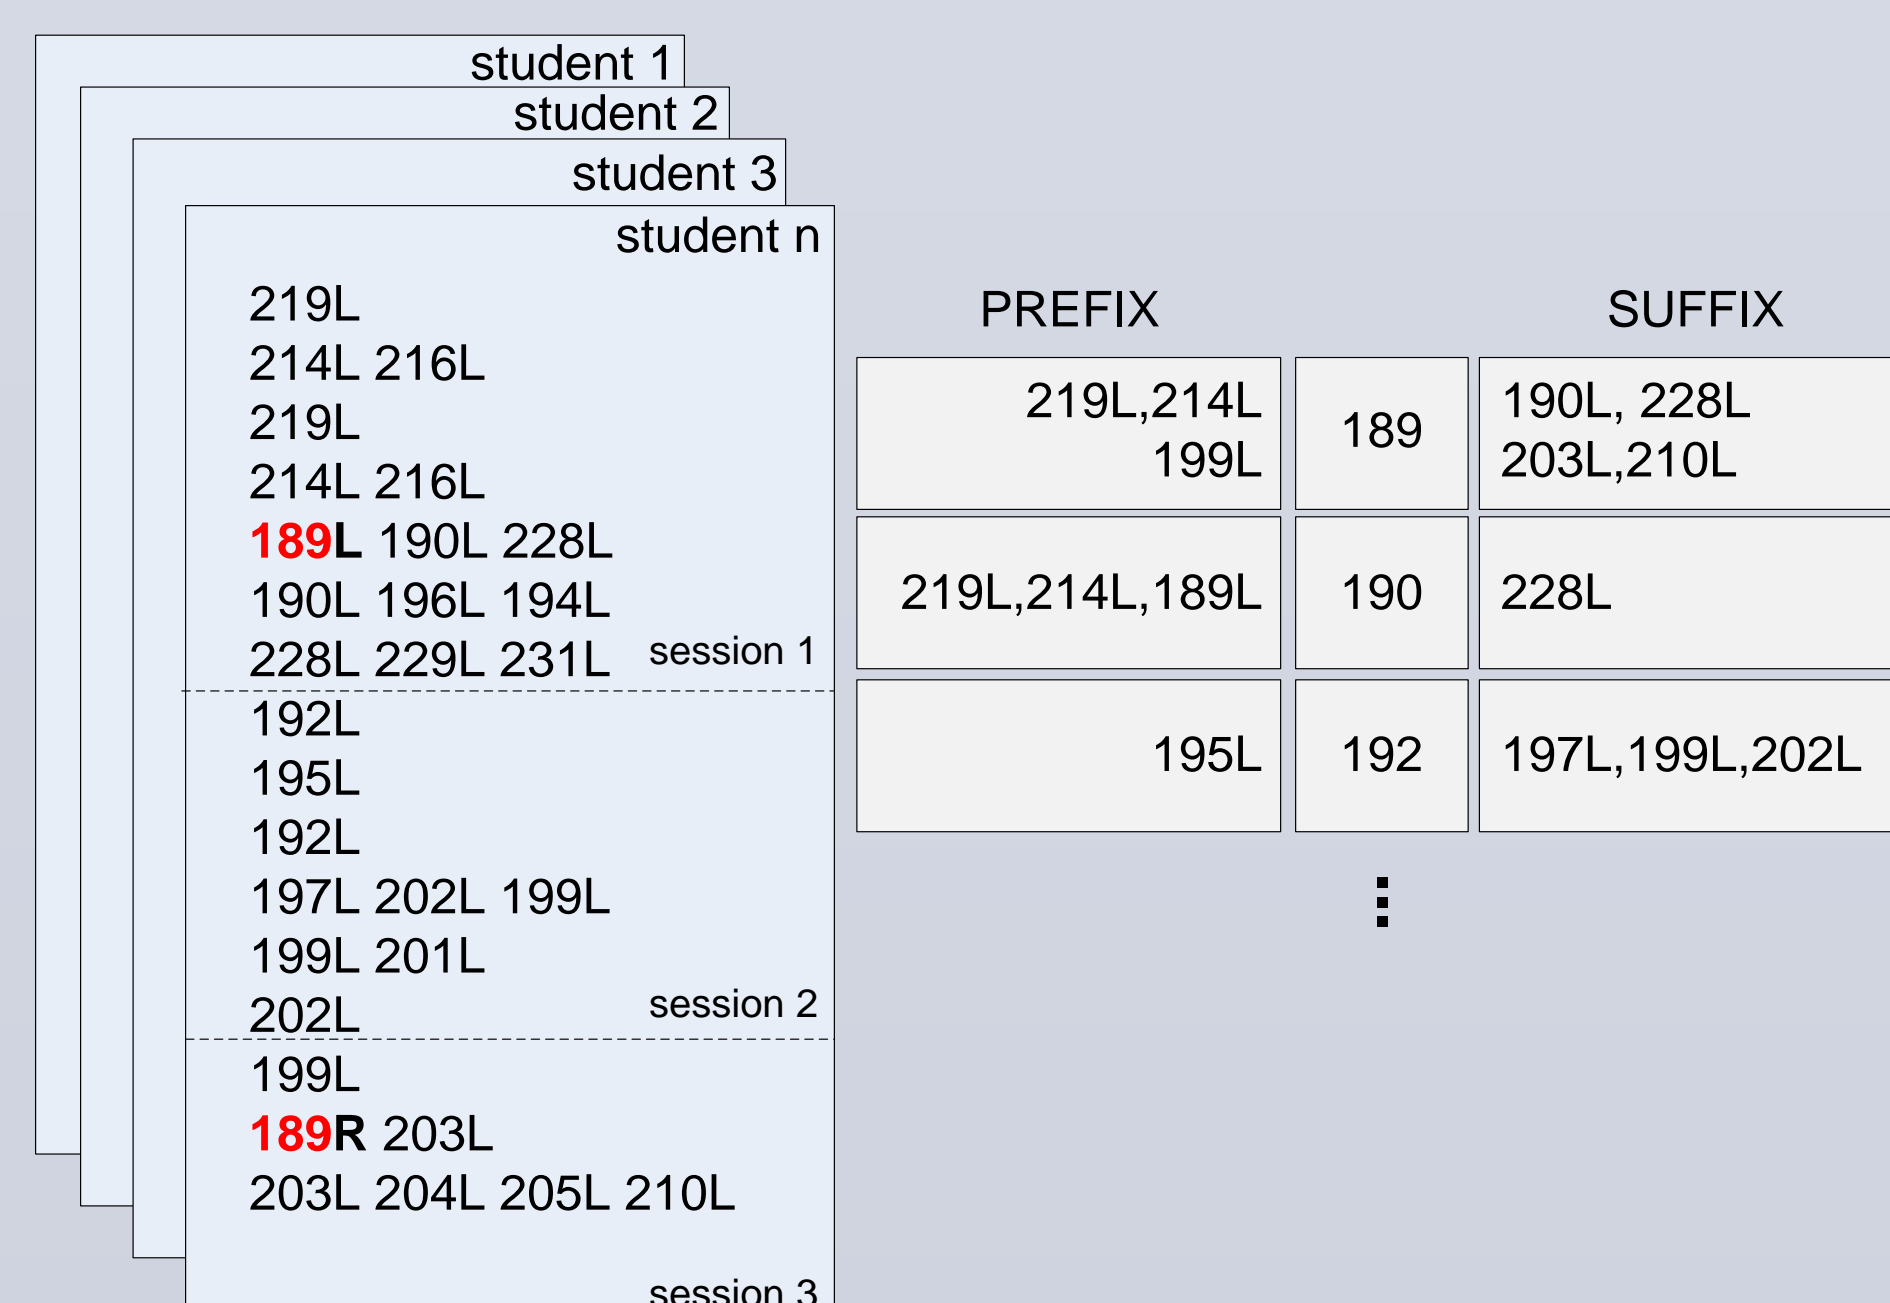 student 1
student 2
student 3
student n
219L
214L 216L
219L
214L 216L
189L 190L 228L
190L 196L 194L
228L 229L 231L
session 1
192L
195L
192L
197L 202L 199L
199L 201L
202L
session 2
199L
189R 203L
203L 204L 205L 210L
session 3
PREFIX
SUFFIX
219L,214L
199L
189
190L, 228L
203L,210L
219L,214L,189L
190
228L
195L
192
197L,199L,202L